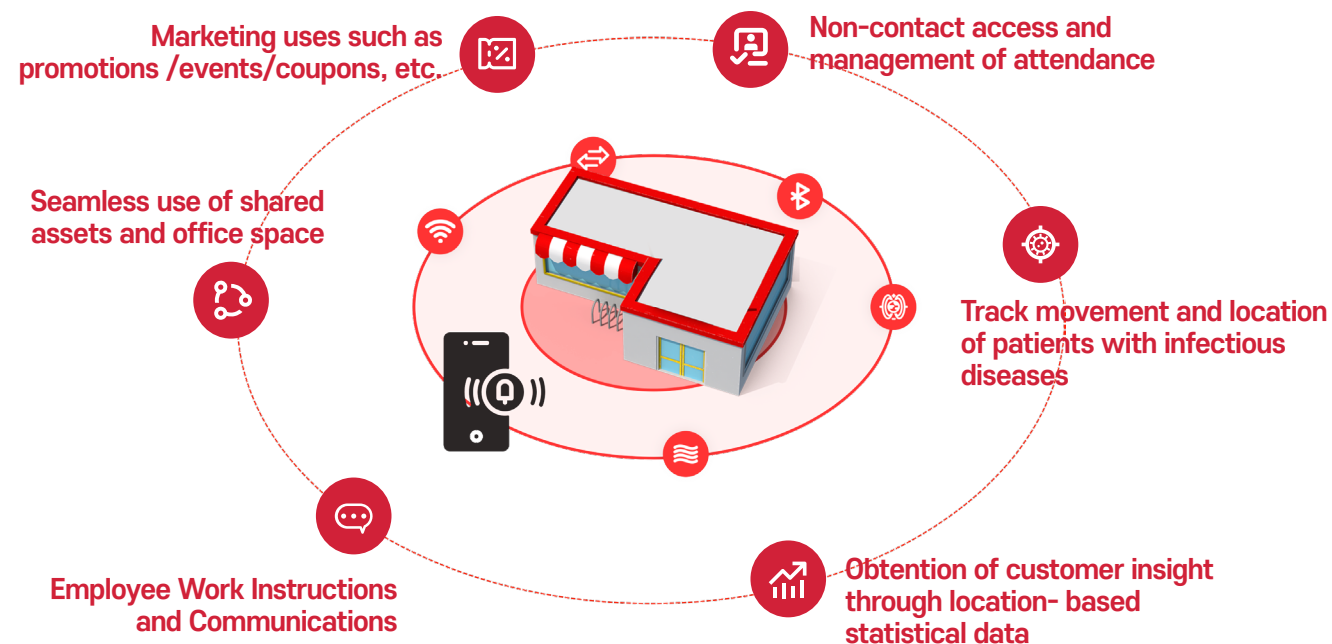 Marketing uses such as
promotions /events/coupons, etc.
Non-contact access and
management of attendance
Seamless use of shared
assets and office space
Track movement and location
of patients with infectious
diseases
Employee Work Instructions
and Communications
Obtention of customer insight
through location- based
statistical data